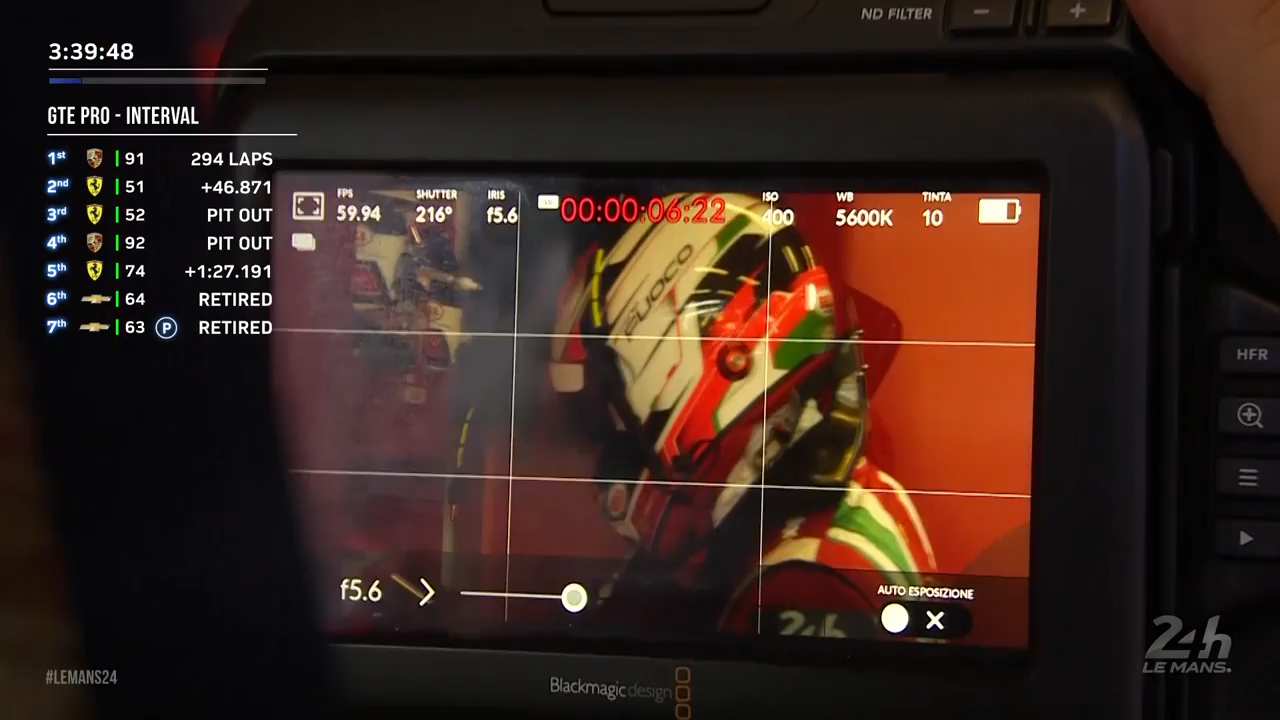 ND FILTER
3:39:48
GTE PRO - INTERVAL
1st 91 294 LAPS
2nd 51 +46.871
3rd 52 PIT OUT
4th 92 PIT OUT
5th 74 +1:27.191
6th 64 RETIRED
7th 63 P RETIRED
FPS SHUTTER IRIS ISO WB TINTA
59.94 216° f5.6 00:00:06:22 400 5600K 10
FUOCO
HFR
f5.6
AUTO ESPOSIZIONE
24h
24h
LE MANS.
#LEMANS24
Blackmagicdesign